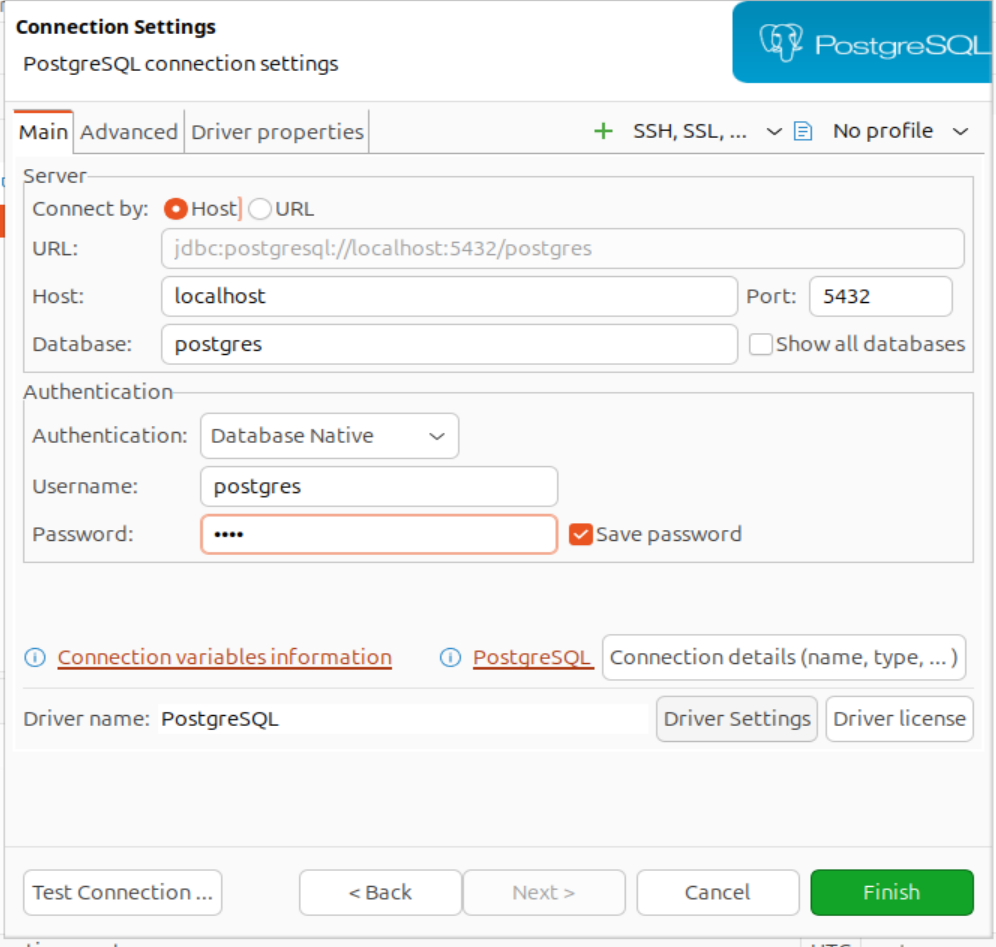 Connection Settings
PostgreSQL connection settings
PostgreSQL
Main Advanced Driver properties SSH, SSL, ... No profile
Server
Connect by: Host URL
URL: jdbc:postgresql://localhost:5432/postgres
Host: localhost Port: 5432
Database: postgres Show all databases
Authentication
Authentication: Database Native
Username: postgres
Password: ••••  Save password
Connection variables information PostgreSQL Connection details (name, type, ... )
Driver name: PostgreSQL Driver Settings Driver license
Test Connection ... < Back Next > Cancel Finish